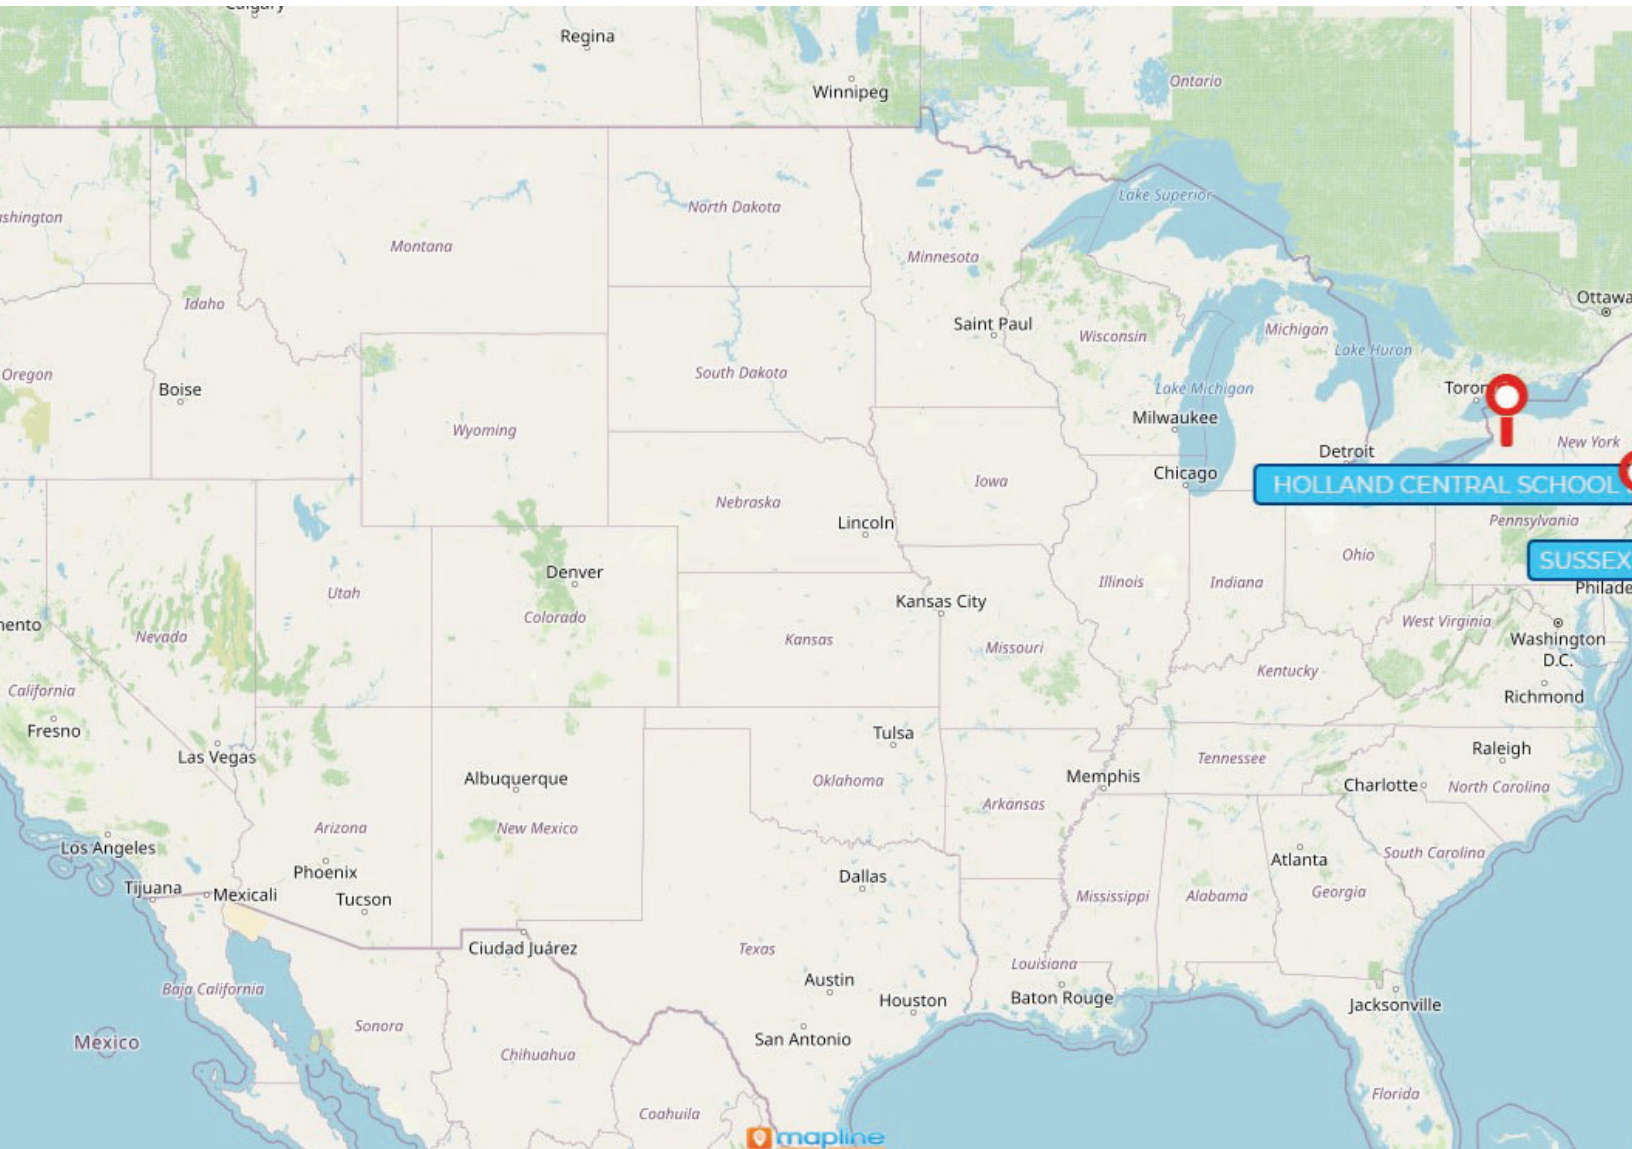 Regina
Winnipeg
Ontario
Lake Superior
North Dakota
Montana
Minnesota
Idaho
Ottawa
Saint Paul
Wisconsin
Michigan
Lake Huron
Oregon
South Dakota
Boise
Lake Michigan
Milwaukee
Wyoming
New York
Detroit
Chicago
Iowa
HOLLAND CENTRAL SCHOOL
Nebraska
Lincoln
Pennsylvania
Ohio
SUSSEX
Denver
Utah
Illinois
Indiana
Kansas City
Colorado
West Virginia
Nevada
Kansas
Missouri
Washington
D.C.
Kentucky
California
Richmond
Fresno
Las Vegas
Tulsa
Raleigh
Tennessee
Albuquerque
Oklahoma
Memphis
Charlotte
North Carolina
Arkansas
Arizona
New Mexico
Los Angeles
Atlanta
South Carolina
Phoenix
Dallas
Tijuana
Mexicali
Tucson
Mississippi
Alabama
Georgia
Ciudad Juárez
Texas
Louisiana
Austin
Baja California
Houston
Baton Rouge
Jacksonville
Sonora
San Antonio
México
Chihuahua
Florida
Coahuila
mapline